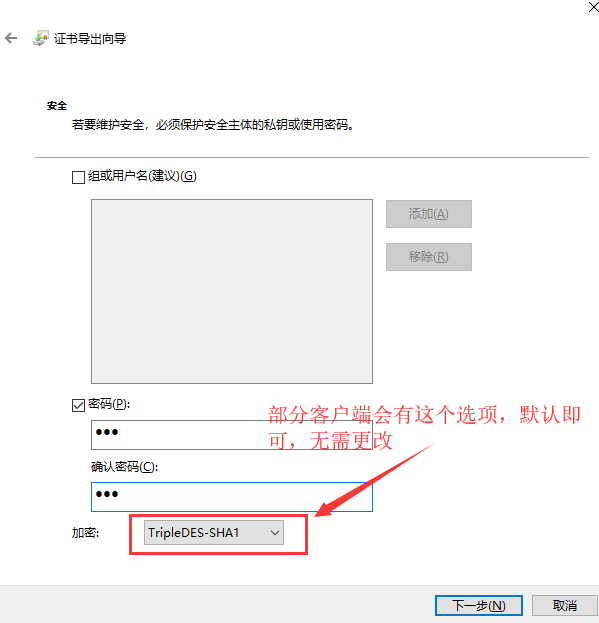 证书导出向导
安全
若要维护安全，必须保护安全主体的私钥或使用密码。
组或用户名(建议)(G)
添加(A)
移除(R)
密码(P):
●●●
部分客户端会有这个选项，默认即
可，无需更改
确认密码(C):
●●●
加密:
TripleDES-SHA1
下一步(N)
取消